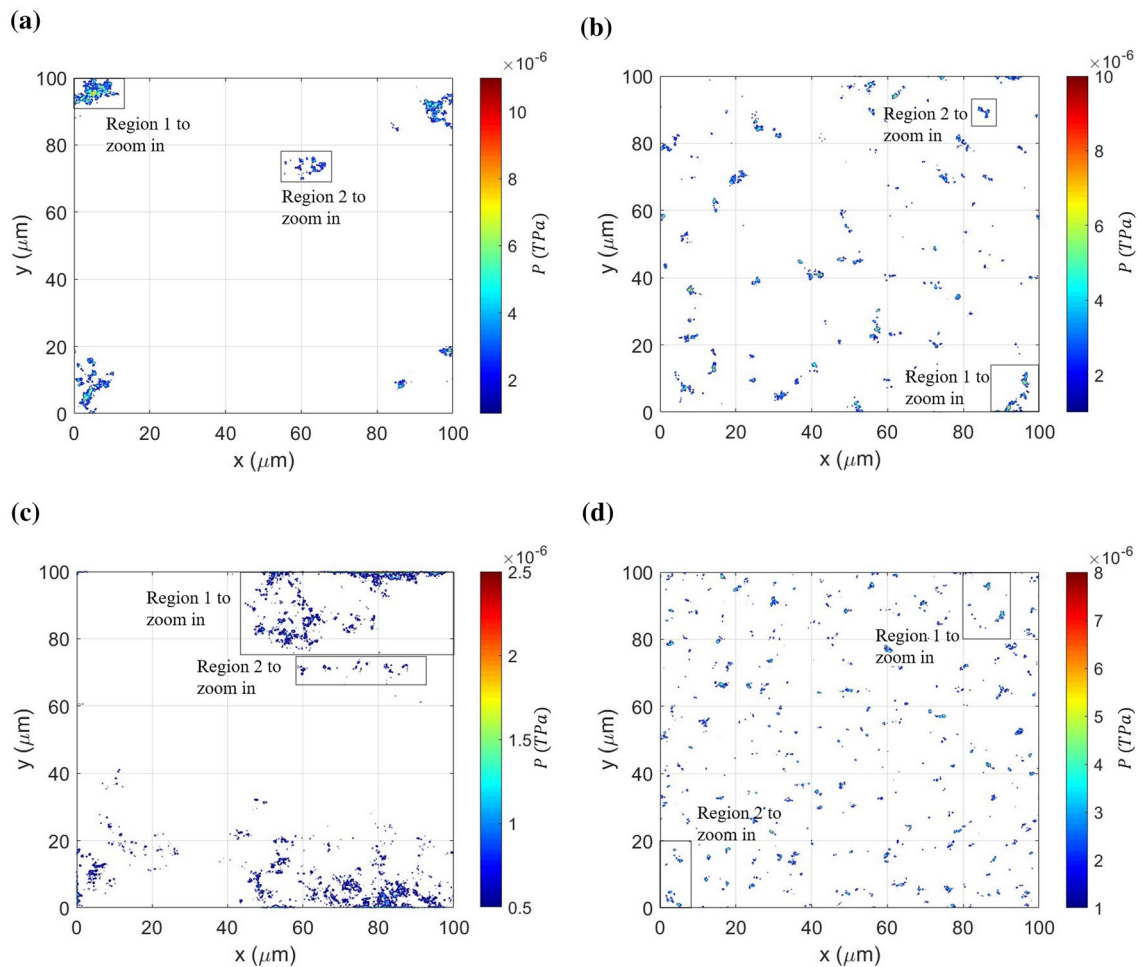 (a)
×10⁻⁶
100
80
60
40
20
0
0 20 40 60 80 100
y (μm)
x (μm)
Region 1 to
zoom in
Region 2 to
zoom in
10
8
6
4
2
P (TPa)
(b)
×10⁻⁶
100
80
60
40
20
0
0 20 40 60 80 100
y (μm)
x (μm)
Region 2 to
zoom in
Region 1 to
zoom in
10
8
6
4
2
P (TPa)
(c)
×10⁻⁶
100
80
60
40
20
0
0 20 40 60 80 100
y (μm)
x (μm)
Region 1 to
zoom in
Region 2 to
zoom in
2.5
2
1.5
1
0.5
P (TPa)
(d)
×10⁻⁶
100
80
60
40
20
0
0 20 40 60 80 100
y (μm)
x (μm)
Region 1 to
zoom in
Region 2 to
zoom in
8
7
6
5
4
3
2
1
P (TPa)